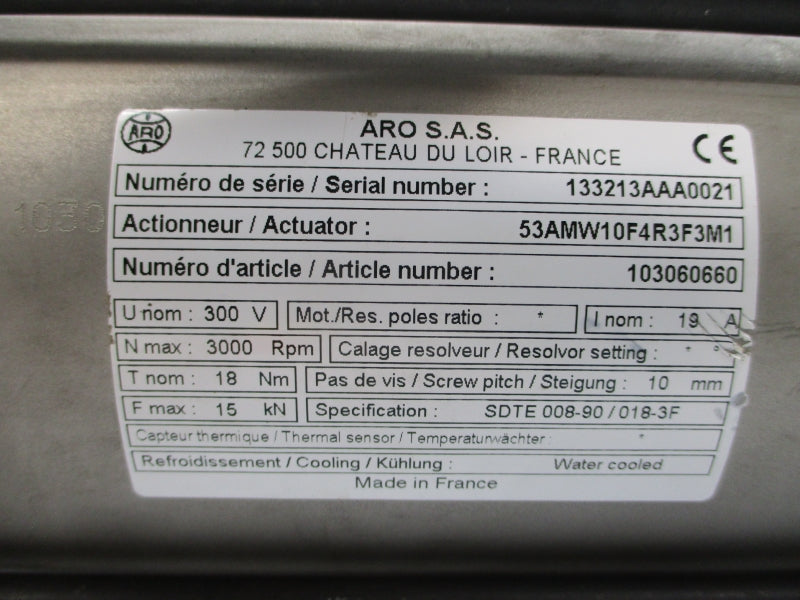 ARO
ARO S.A.S.
72 500 CHATEAU DU LOIR - FRANCE
CE
Numéro de série / Serial number : 133213AAA0021
1030
Actionneur / Actuator : 53AMW10F4R3F3M1
Numéro d'article / Article number : 103060660
U nom : 300 V Mot./Res. poles ratio : * I nom : 19 A
N max : 3000 Rpm Calage resolveur / Resolvor setting : * °
T nom : 18 Nm Pas de vis / Screw pitch / Steigung : 10 mm
F max : 15 kN Specification : SDTE 008-90 / 018-3F
Capteur thermique / Thermal sensor / Temperaturwächter : *
Refroidissement / Cooling / Kühlung : Water cooled
Made in France